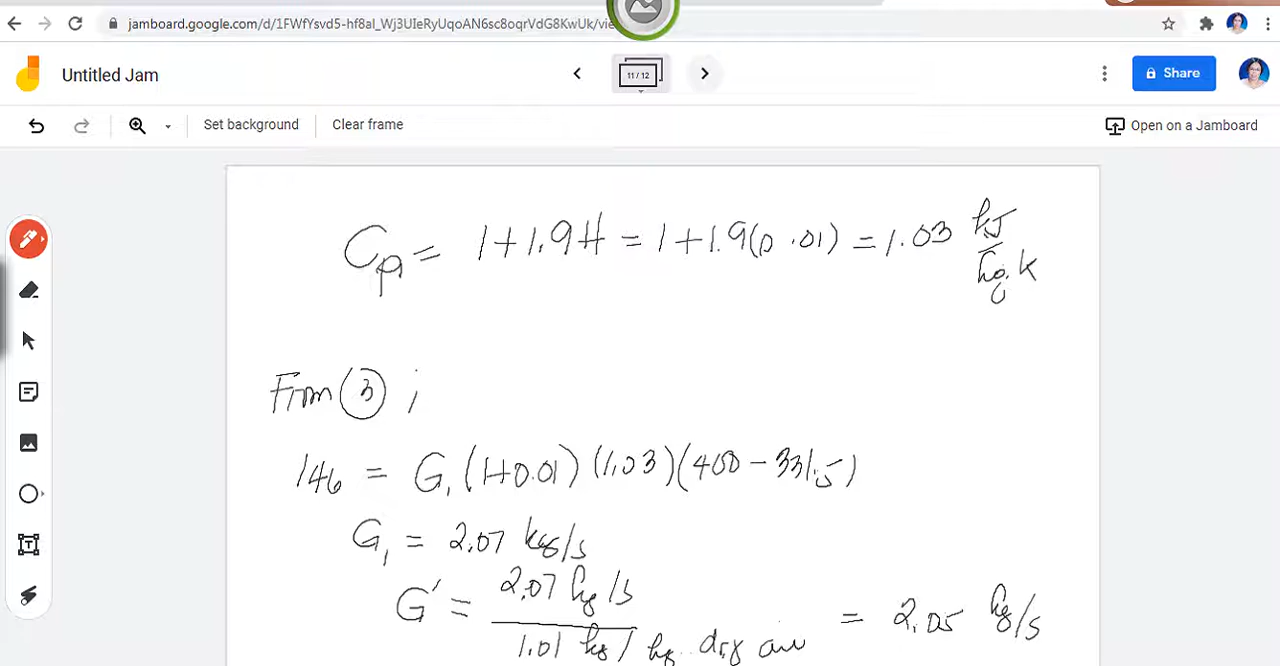 jamboard.google.com/d/1FWfYsvd5-hf8al_Wj3UIeRyUqoAN6sc8oqrVdG8KwUk/vie
Untitled Jam
11 / 12
Share
Set background
Clear frame
Open on a Jamboard
Cp = 1+1.9H = 1+1.9(0.01) = 1.03 kJ/kg.K
From (3) ;
146 = G1 (1+0.01) (1.03)(400 - 331.5)
G1 = 2.07 kg/s
G' = 2.07 kg/s / 1.01 kg/kg dry air = 2.05 kg/s